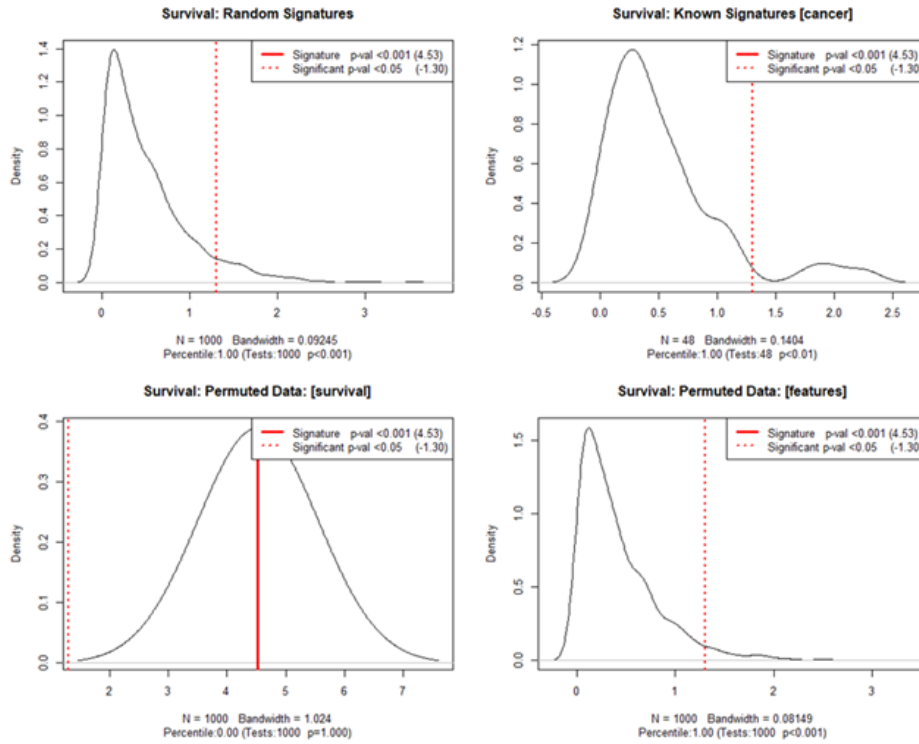 Survival: Random Signatures
Signature p-val <0.001 (4.53)
Significant p-val <0.05 (-1.30)
Density
0.0 0.2 0.4 0.6 0.8 1.0 1.2 1.4
0 1 2 3
N = 1000 Bandwidth = 0.09245
Percentile:1.00 (Tests:1000 p<0.001)
Survival: Known Signatures [cancer]
Signature p-val <0.001 (4.53)
Significant p-val <0.05 (-1.30)
Density
0.0 0.2 0.4 0.6 0.8 1.0 1.2
-0.5 0.0 0.5 1.0 1.5 2.0 2.5
N = 48 Bandwidth = 0.1404
Percentile:1.00 (Tests:48 p<0.01)
Survival: Permuted Data: [survival]
Signature p-val <0.001 (4.53)
Significant p-val <0.05 (-1.30)
Density
0.0 0.1 0.2 0.3 0.4
2 3 4 5 6 7
N = 1000 Bandwidth = 1.024
Percentile:0.00 (Tests:1000 p=1.000)
Survival: Permuted Data: [features]
Signature p-val <0.001 (4.53)
Significant p-val <0.05 (-1.30)
Density
0.0 0.5 1.0 1.5
0 1 2 3
N = 1000 Bandwidth = 0.08149
Percentile:1.00 (Tests:1000 p<0.001)